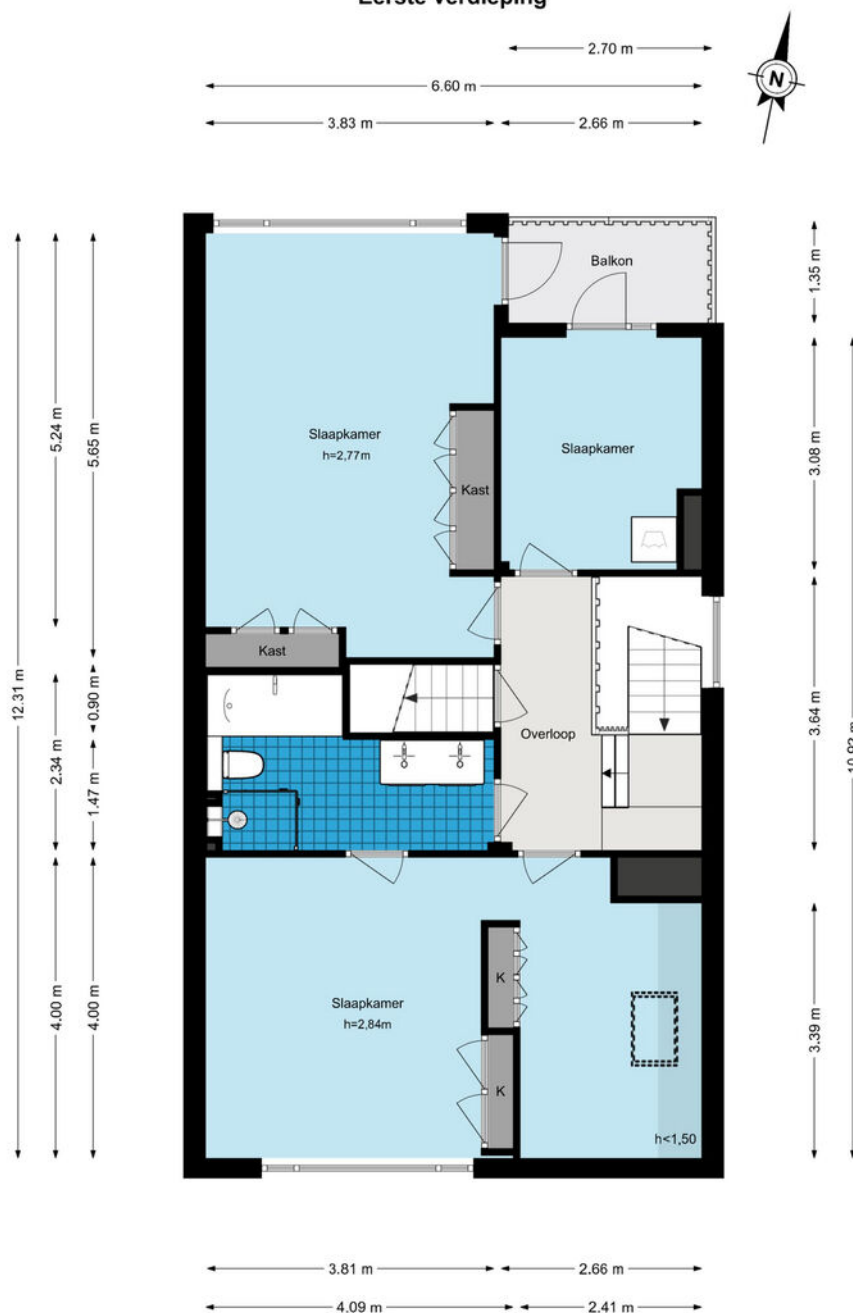 Eerste verdieping
2.70 m
6.60 m
3.83 m
2.66 m
N
Balkon
1.35 m
5.24 m
5.65 m
Slaapkamer
h=2,77m
Kast
Slaapkamer
3.08 m
Kast
12.31 m
0.90 m
2.34 m
1.47 m
Overloop
3.64 m
4.00 m
4.00 m
Slaapkamer
h=2,84m
K
K
3.39 m
h<1,50
3.81 m
2.66 m
4.09 m
2.41 m